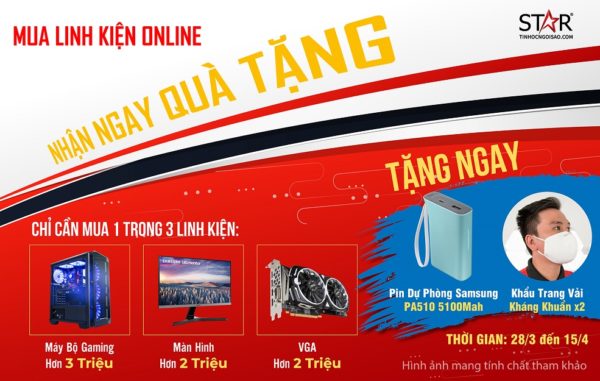 MUA LINH KIỆN ONLINE
STAR
TINHOCNGOISAO.COM
NHẬN NGAY QUÀ TẶNG
TẶNG NGAY
CHỈ CẦN MUA 1 TRONG 3 LINH KIỆN:
Máy Bộ Gaming
Hơn 3 Triệu
Màn Hình
Hơn 2 Triệu
VGA
Hơn 2 Triệu
Pin Dự Phòng Samsung
PA510 5100Mah
Khẩu Trang Vải
Kháng Khuẩn x2
THỜI GIAN: 28/3 đến 15/4
Hình ảnh mang tính chất tham khảo